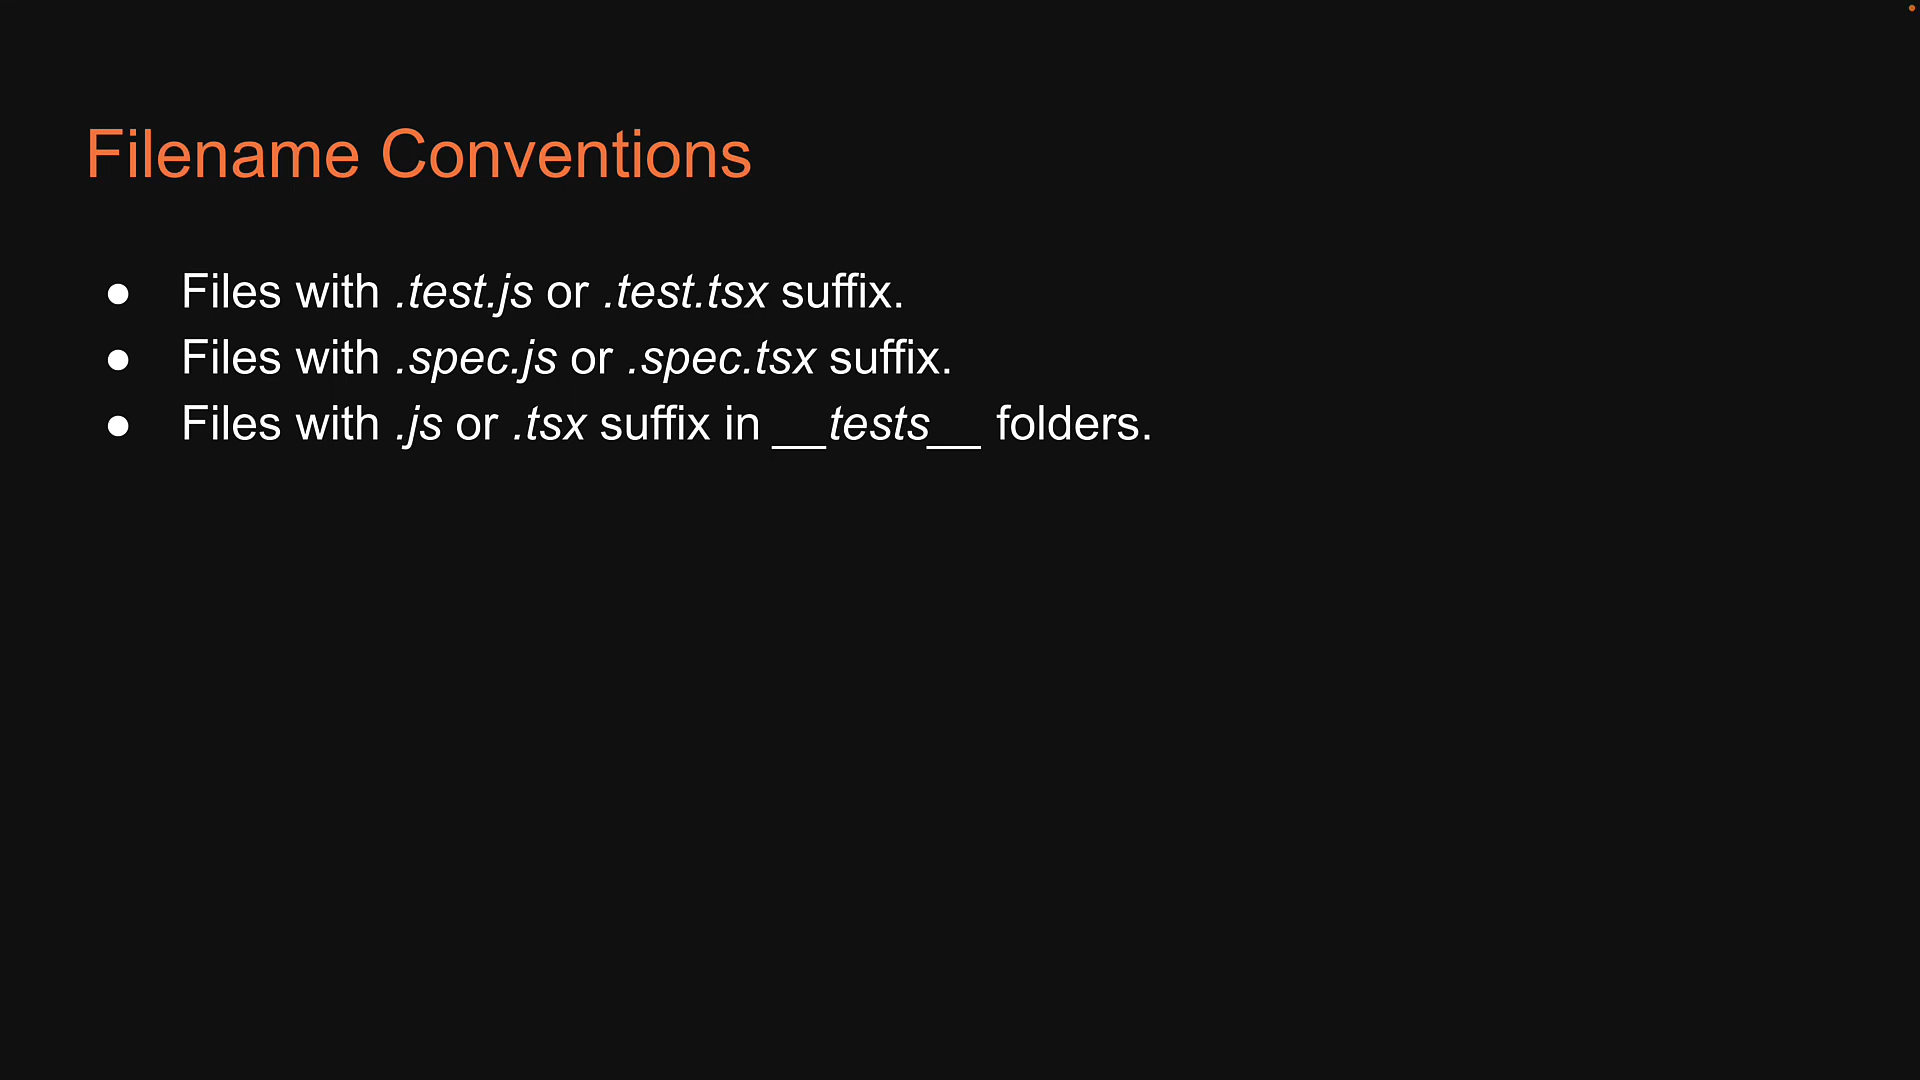 Filename Conventions
● Files with .test.js or .test.tsx suffix.
● Files with .spec.js or .spec.tsx suffix.
● Files with .js or .tsx suffix in __tests__ folders.